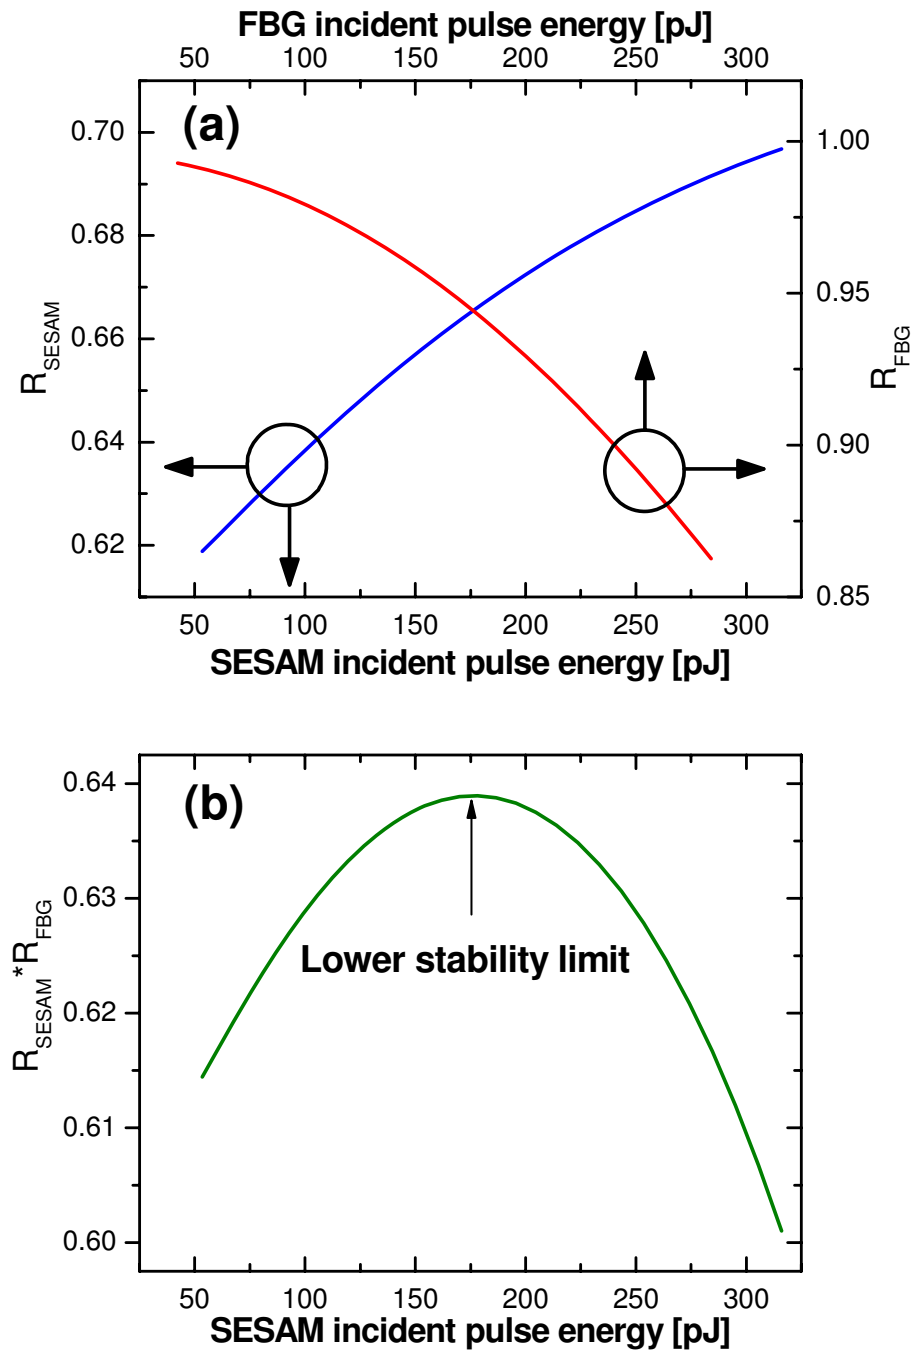 FBG incident pulse energy [pJ]
50 100 150 200 250 300
(a)
0.70
0.68
0.66
0.64
0.62
R_SESAM
1.00
0.95
0.90
0.85
R_FBG
50 100 150 200 250 300
SESAM incident pulse energy [pJ]
(b)
0.64
0.63
0.62
0.61
0.60
R_SESAM*R_FBG
Lower stability limit
50 100 150 200 250 300
SESAM incident pulse energy [pJ]